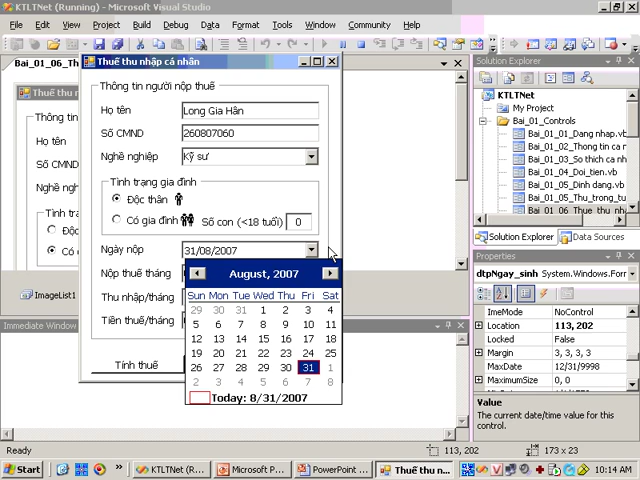 KTLTNet (Running) - Microsoft Visual Studio
File Edit View Project Build Debug Data Format Tools Window Community Help
Thuế thu nhập cá nhân
Thông tin người nộp thuế
Họ tên Long Gia Hân
Số CMND 260807060
Nghề nghiệp Kỹ sư
Tình trạng gia đình
Độc thân
Có gia đình Số con (<18 tuổi) 0
Ngày nộp 31/08/2007
Nộp thuế tháng
Thu nhập/tháng
Tiền thuế/tháng
Tính thuế
August, 2007
Sun Mon Tue Wed Thu Fri Sat
29 30 31 1 2 3 4
5 6 7 8 9 10 11
12 13 14 15 16 17 18
19 20 21 22 23 24 25
26 27 28 29 30 31 1
2 3 4 5 6 7 8
Today: 8/31/2007
Bai_01_06_Th
Thuế thu n
Thông
Họ tên
Số CM
Nghề n
Tình tr
Độc
Có g
ImageList1
Immediate Window
Solution Explorer
KTLTNet
My Project
Bai_01_Controls
Bai_01_01_Dang nhap.vb
Bai_01_02_Thong tin ca n
Bai_01_03_So thich ca nh
Bai_01_04_Doi_tien.vb
Bai_01_05_Dinh dang.vb
Bai_01_05_Thu_trong_tu
Bai_01_06_Thue thu nha
Solution Explorer Data Sources
Properties
dtpNgay_sinh System.Windows.Form
ImeMode NoControl
Location 113, 202
Locked False
Margin 3, 3, 3, 3
MaxDate 12/31/9998
MaximumSize 0, 0
Value
The current date/time value for this
control.
Ready 113, 202 173 x 23
Start KTLTNet (R... Microsoft P... PowerPoint ... Thuế thu n... 10:14 AM